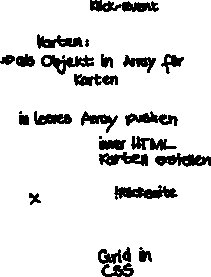 Klick-event
Karten:
⇒ als Objekt in Array für
Karten
in leeres Array pushen
inner HTML
Karten erstellen
x
Rückseite
Grid in
CSS